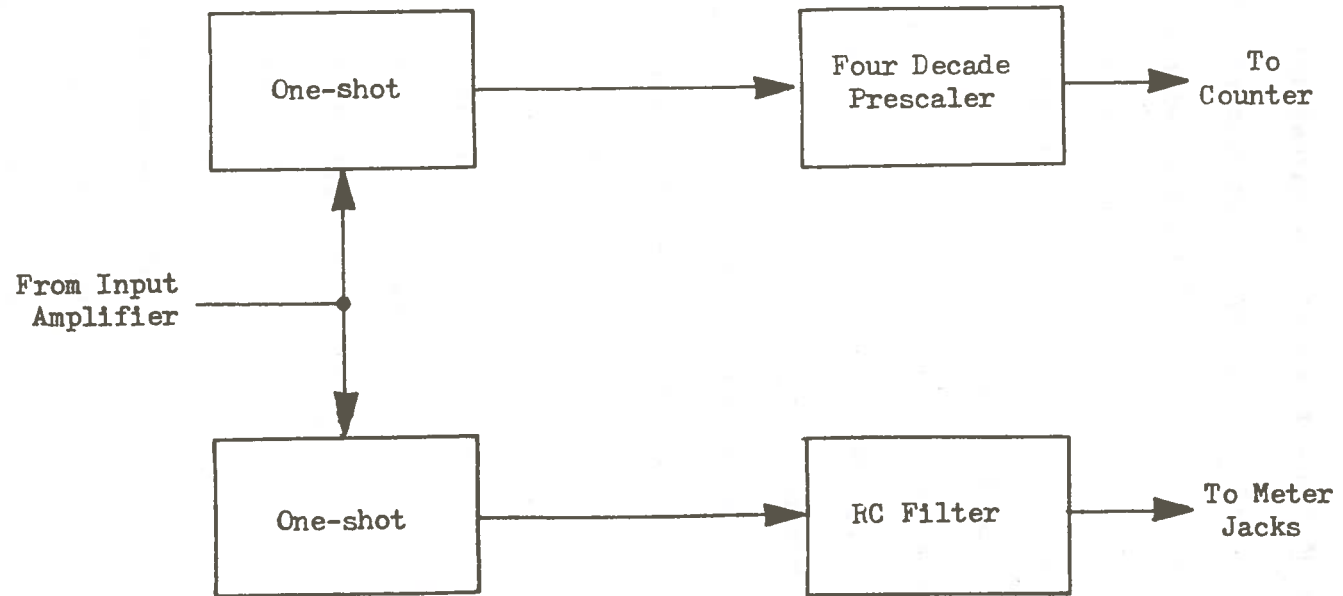 One-shot
Four Decade
Prescaler
To
Counter
From Input
Amplifier
One-shot
RC Filter
To Meter
Jacks